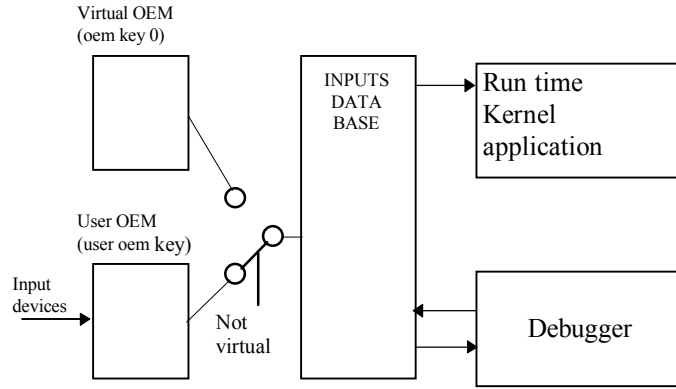 Virtual OEM
(oem key 0)
INPUTS
DATA
BASE
Run time
Kernel
application
User OEM
(user oem key)
Input
devices
Not
virtual
Debugger